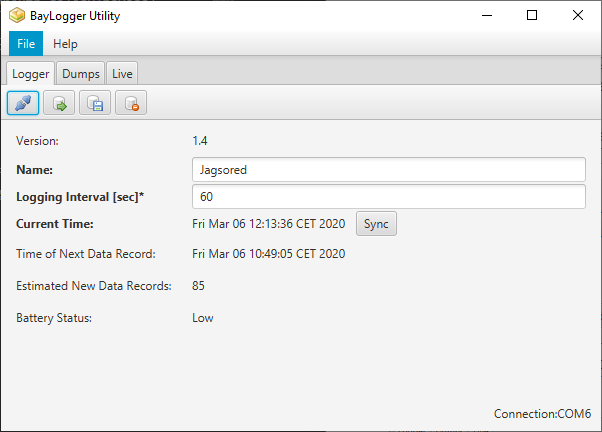 BayLogger Utility
File Help
Logger Dumps Live
Version: 1.4
Name: Jagsored
Logging Interval [sec]* 60
Current Time: Fri Mar 06 12:13:36 CET 2020 Sync
Time of Next Data Record: Fri Mar 06 10:49:05 CET 2020
Estimated New Data Records: 85
Battery Status: Low
Connection:COM6